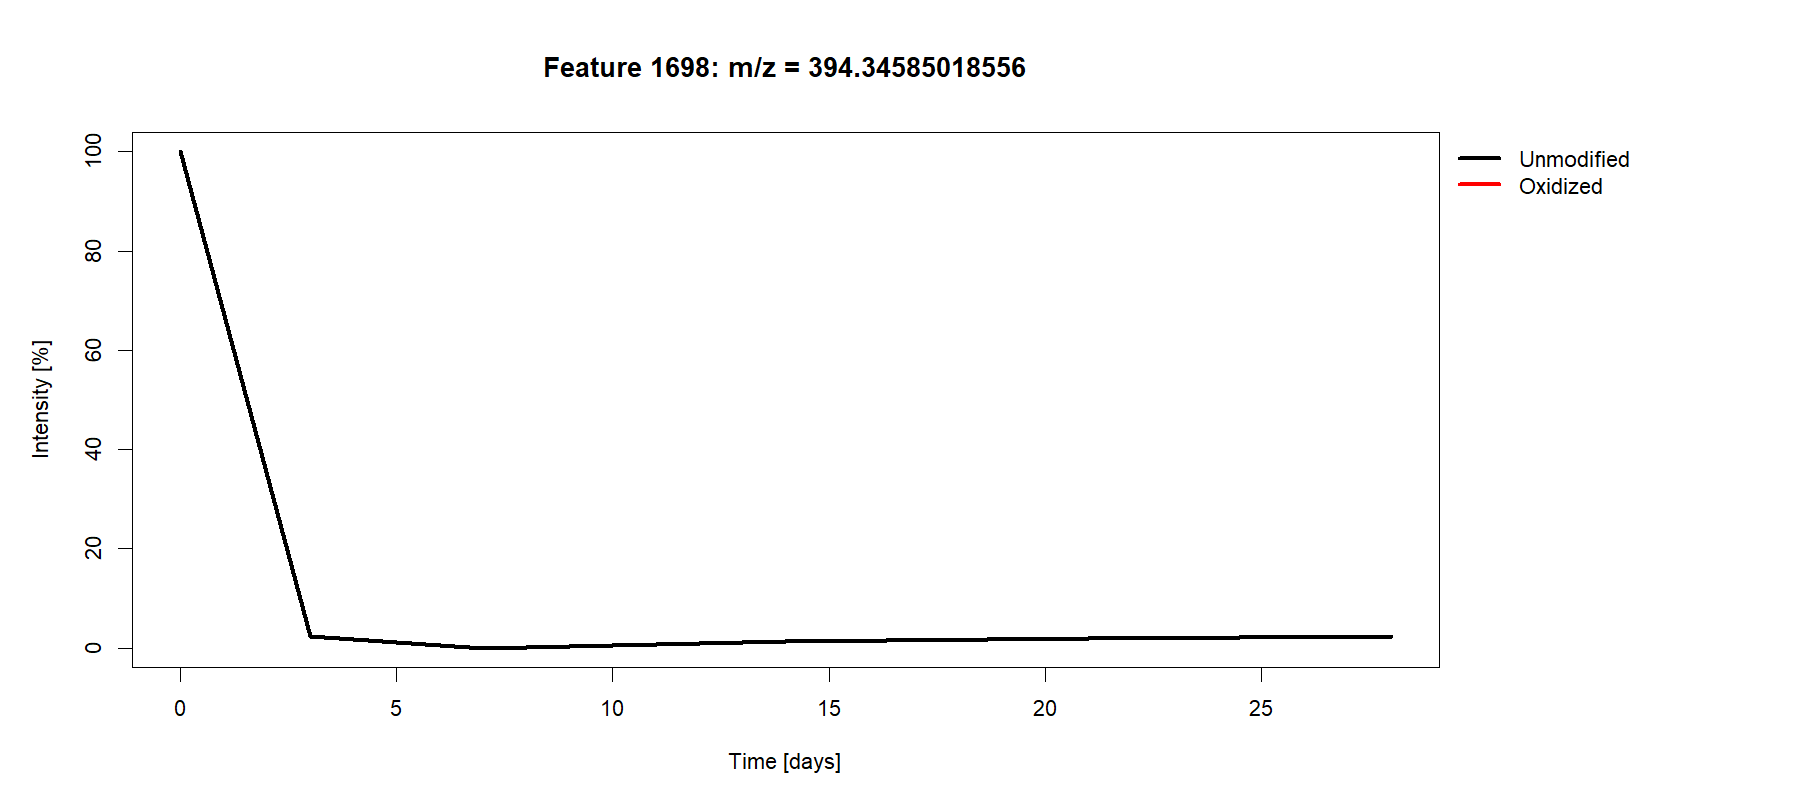 Feature 1698: m/z = 394.34585018556
Unmodified
Oxidized
100
80
60
40
20
0
Intensity [%]
0 5 10 15 20 25
Time [days]